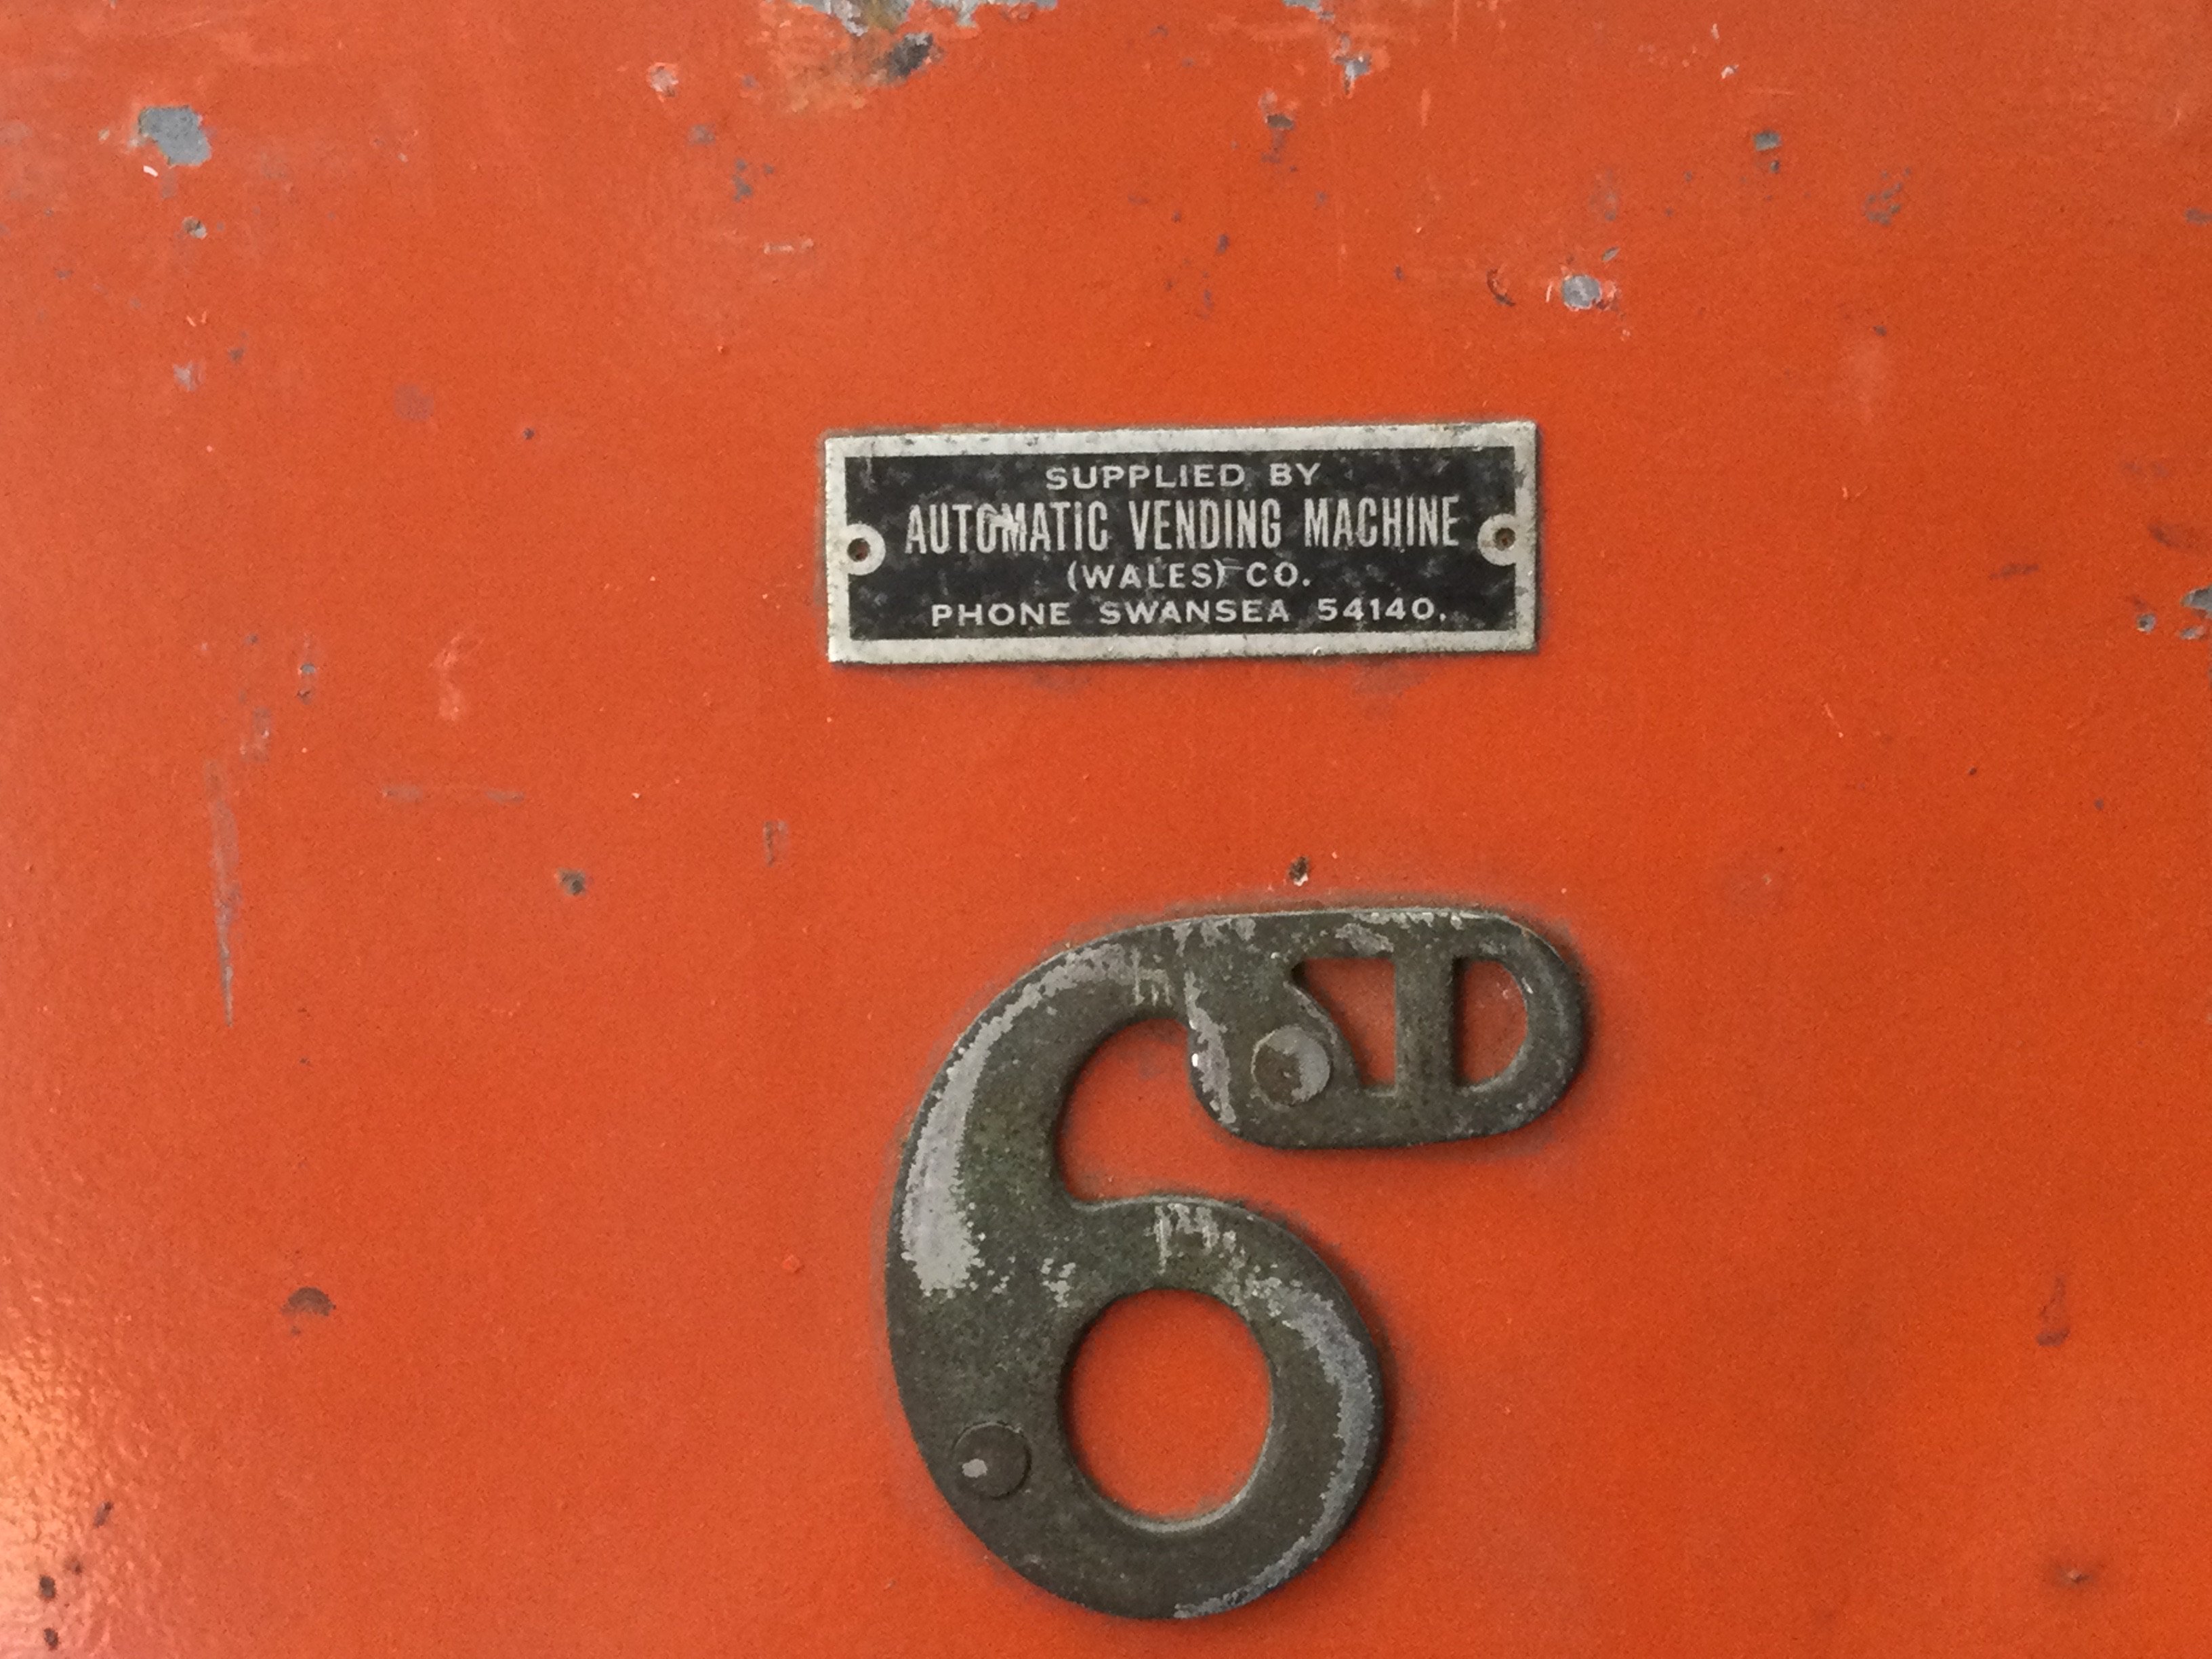 SUPPLIED BY
AUTOMATIC VENDING MACHINE
(WALES) CO.
PHONE SWANSEA 54140.
6D